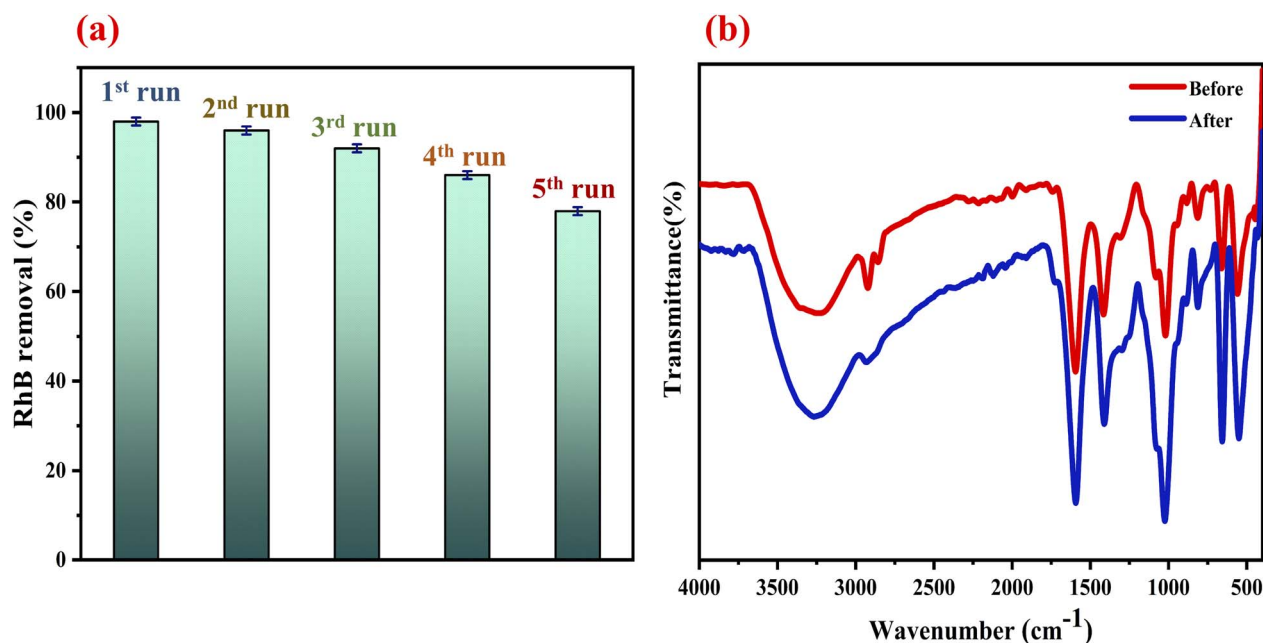 (a)
1st run
2nd run
3rd run
4th run
5th run
100
80
60
40
20
0
RhB removal (%)
(b)
Before
After
Transmittance(%)
4000 3500 3000 2500 2000 1500 1000 500
Wavenumber (cm-1)